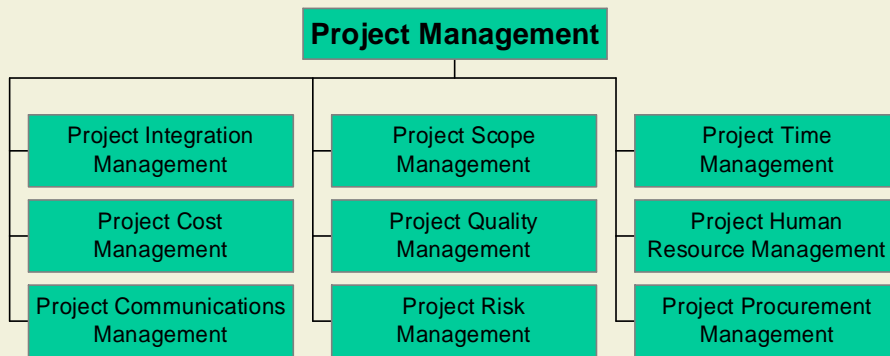 Project Management
Project Integration
Management
Project Scope
Management
Project Time
Management
Project Cost
Management
Project Quality
Management
Project Human
Resource Management
Project Communications
Management
Project Risk
Management
Project Procurement
Management